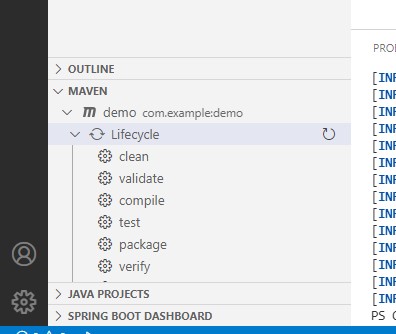 OUTLINE
MAVEN
demo com.example:demo
Lifecycle
clean
validate
compile
test
package
verify
JAVA PROJECTS
SPRING BOOT DASHBOARD
PRO
[INF
[INF
[INF
[INF
[INF
[INF
[INF
[INF
[INF
[INF
[INF
[INF
[INF
[INF
PS